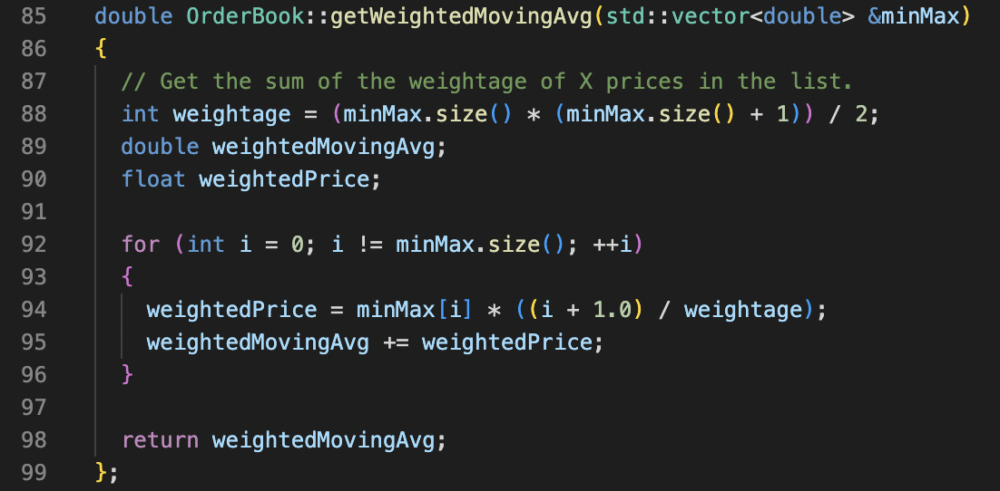 85 double OrderBook::getWeightedMovingAvg(std::vector<double> &minMax)
86 {
87 // Get the sum of the weightage of X prices in the list.
88 int weightage = (minMax.size() * (minMax.size() + 1)) / 2;
89 double weightedMovingAvg;
90 float weightedPrice;
91
92 for (int i = 0; i != minMax.size(); ++i)
93 {
94 weightedPrice = minMax[i] * ((i + 1.0) / weightage);
95 weightedMovingAvg += weightedPrice;
96 }
97
98 return weightedMovingAvg;
99 };